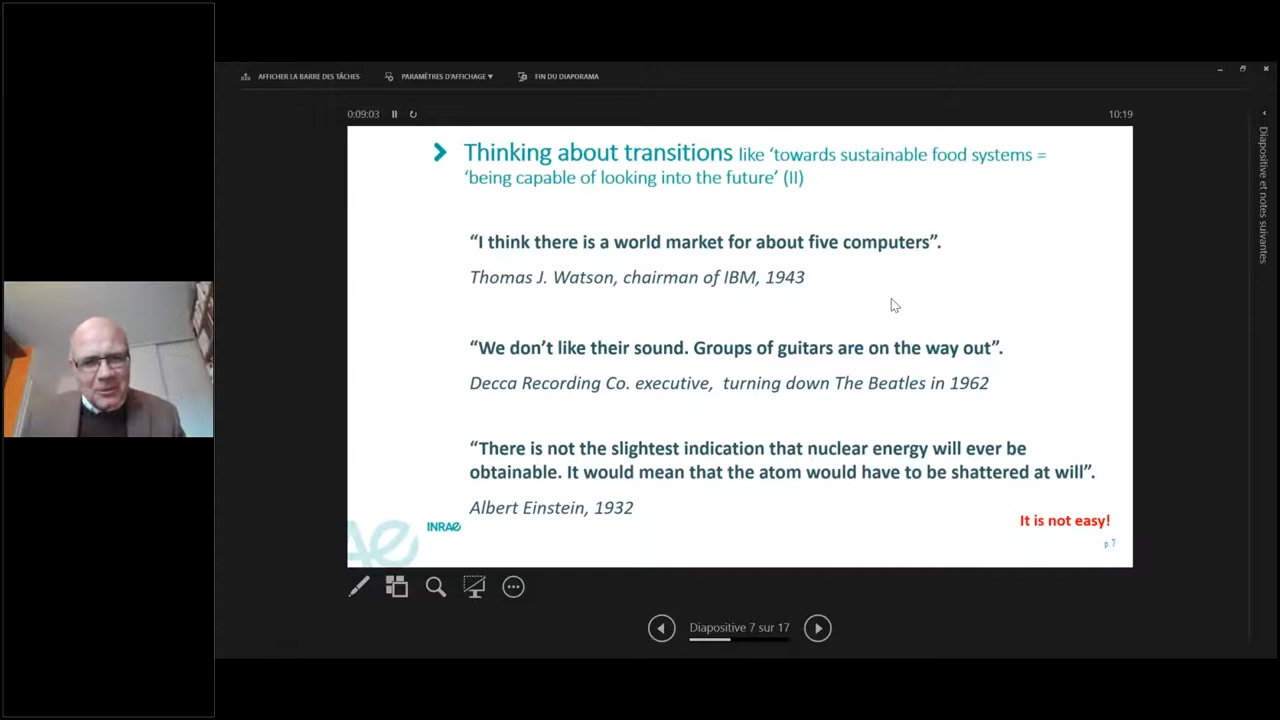 AFFICHER LA BARRE DES TÂCHES
PARAMÈTRES D'AFFICHAGE
FIN DU DIAPORAMA
0:09:03
10:19
Diapositive et notes suivantes
Thinking about transitions like ‘towards sustainable food systems =
‘being capable of looking into the future’ (II)
“I think there is a world market for about five computers”.
Thomas J. Watson, chairman of IBM, 1943
“We don’t like their sound. Groups of guitars are on the way out”.
Decca Recording Co. executive, turning down The Beatles in 1962
“There is not the slightest indication that nuclear energy will ever be
obtainable. It would mean that the atom would have to be shattered at will”.
Albert Einstein, 1932
INRAE
It is not easy!
p. 7
Diapositive 7 sur 17